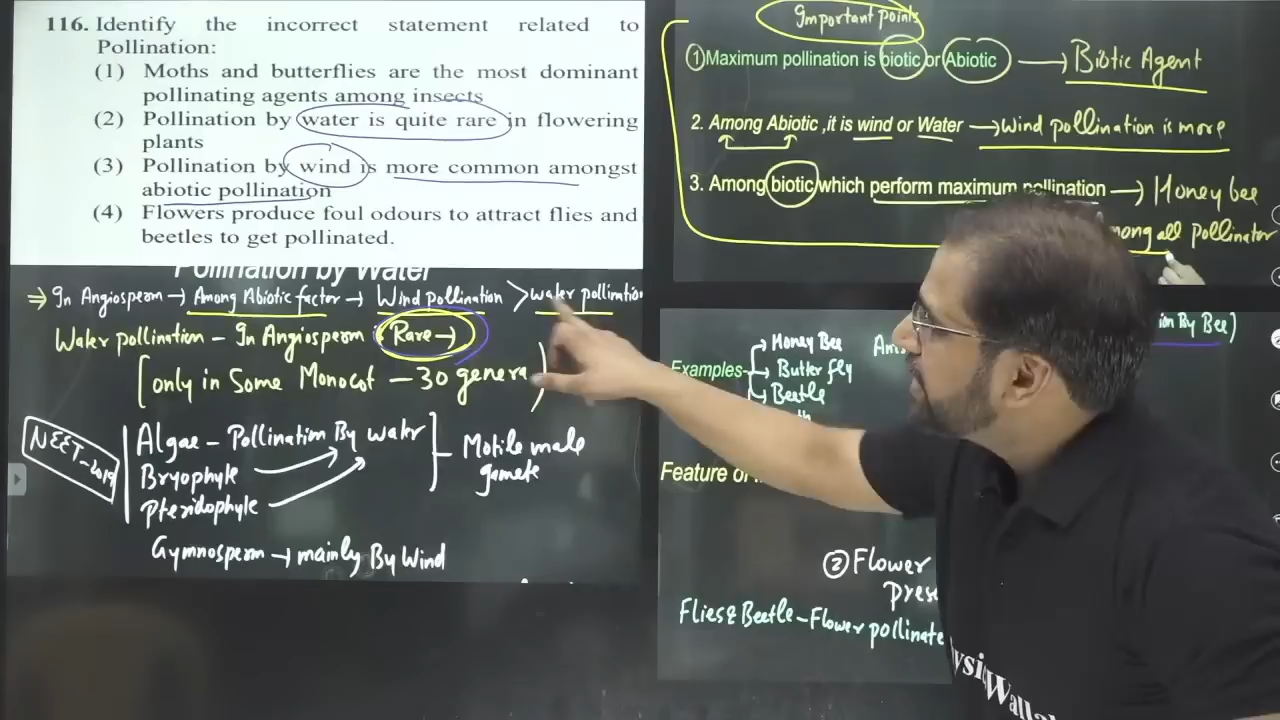 116. Identify the incorrect statement related to
Pollination:
(1) Moths and butterflies are the most dominant
pollinating agents among insects
(2) Pollination by water is quite rare in flowering
plants
(3) Pollination by wind is more common amongst
abiotic pollination
(4) Flowers produce foul odours to attract flies and
beetles to get pollinated.
Pollination by Water
⇒ In Angiosperm → Among Abiotic factor → Wind pollination > water pollination
Water pollination - In Angiosperm Rare →
[only in Some Monocot - 30 genera)
NEET-2019
Algae - Pollination By water
Bryophyte
Pteridophyte
Motile male
gamete
Gymnosperm → mainly By Wind
Important points
① Maximum pollination is biotic or Abiotic → Biotic Agent
2. Among Abiotic, it is wind or Water → Wind pollination is more
3. Among biotic which perform maximum pollination → Honey bee
among all pollinator
ion By Bee)
Examples- Honey Bee
Butter fly
Beetle
Feature of
② Flower
prese
Flies & Beetle - Flower pollinate